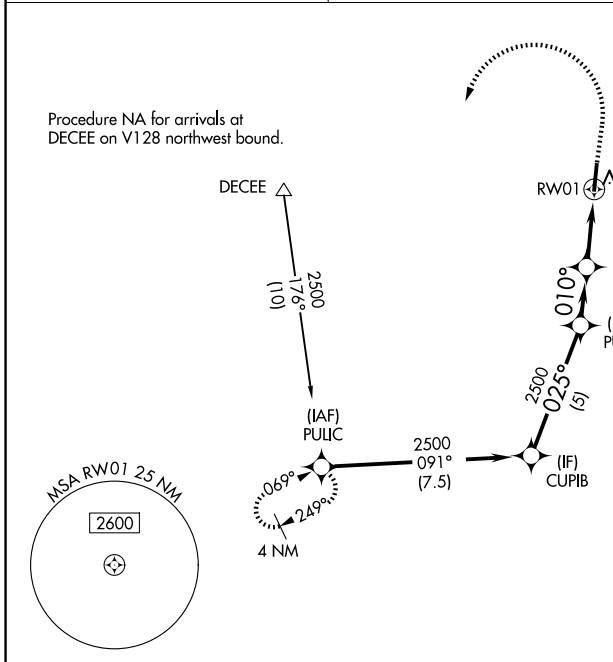 Procedure NA for arrivals at
DECEE on V128 northwest bound.
DECEE
RW01
2500
176°
(10)
010°
2500
025°
(5)
(IAF)
PULIC
2500
091°
(7.5)
(IF)
CUPIB
069°
249°
4 NM
MSA RW01 25 NM
2600